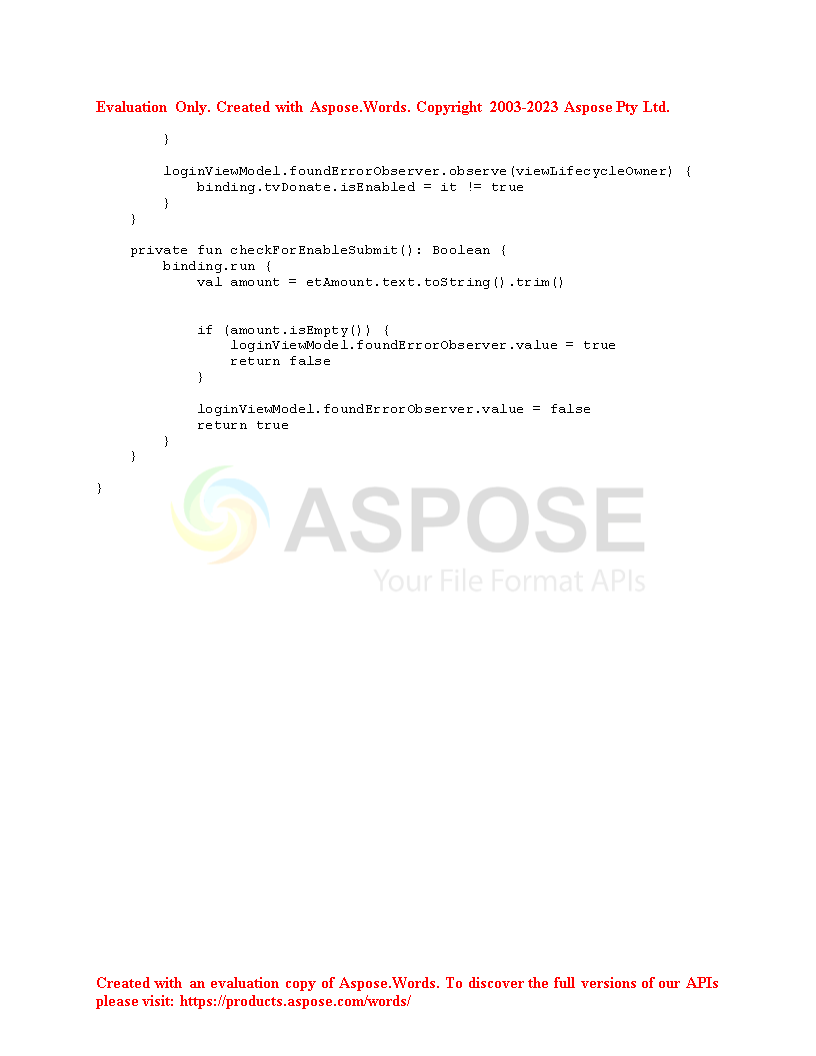 Evaluation Only. Created with Aspose.Words. Copyright 2003-2023 Aspose Pty Ltd.
        }

        loginViewModel.foundErrorObserver.observe(viewLifecycleOwner) {
            binding.tvDonate.isEnabled = it != true
        }
    }

    private fun checkForEnableSubmit(): Boolean {
        binding.run {
            val amount = etAmount.text.toString().trim()


            if (amount.isEmpty()) {
                loginViewModel.foundErrorObserver.value = true
                return false
            }

            loginViewModel.foundErrorObserver.value = false
            return true
        }
    }

}
ASPOSE
Your File Format APIs
Created with an evaluation copy of Aspose.Words. To discover the full versions of our APIs
please visit: https://products.aspose.com/words/